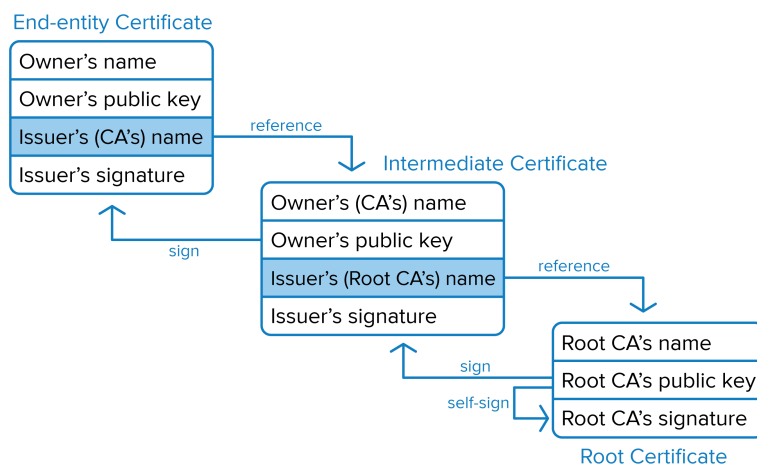 End-entity Certificate
Owner’s name
Owner’s public key
Issuer’s (CA’s) name
Issuer’s signature
reference
sign
Intermediate Certificate
Owner’s (CA’s) name
Owner’s public key
Issuer’s (Root CA’s) name
Issuer’s signature
reference
sign
self-sign
Root CA’s name
Root CA’s public key
Root CA’s signature
Root Certificate